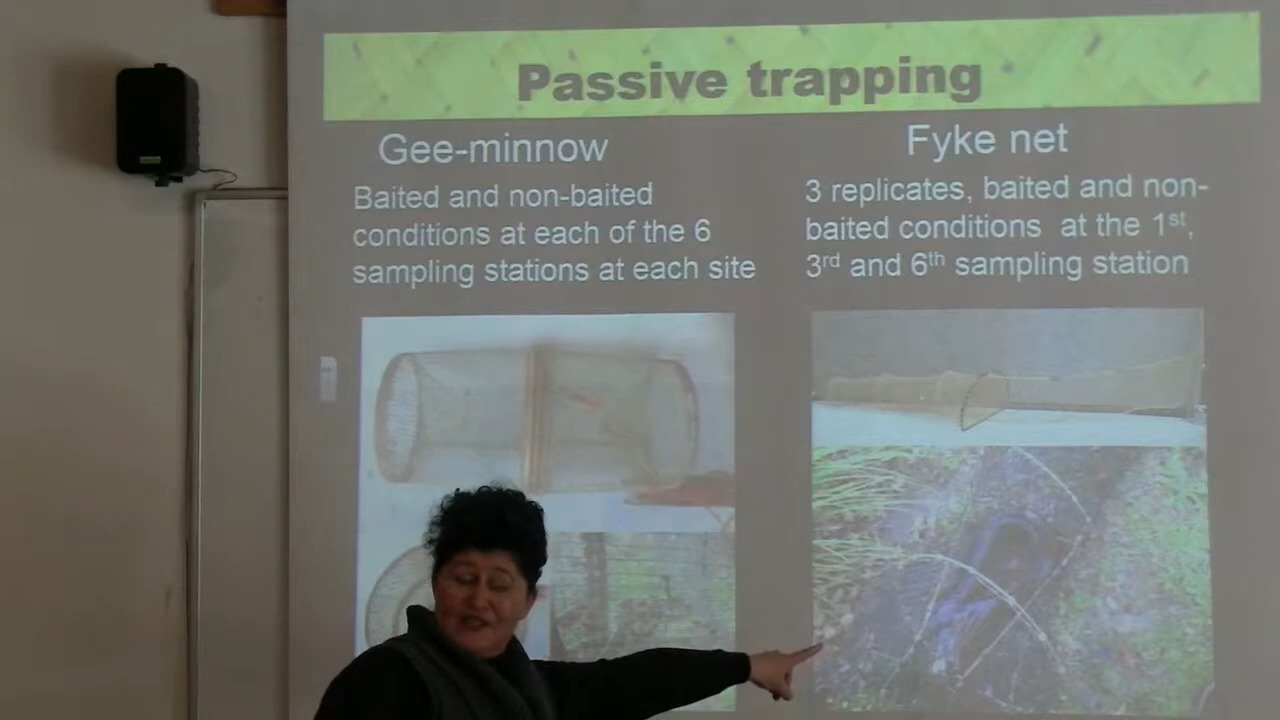 Passive trapping
Gee-minnow
Baited and non-baited
conditions at each of the 6
sampling stations at each site
Fyke net
3 replicates, baited and non-
baited conditions at the 1st,
3rd and 6th sampling station